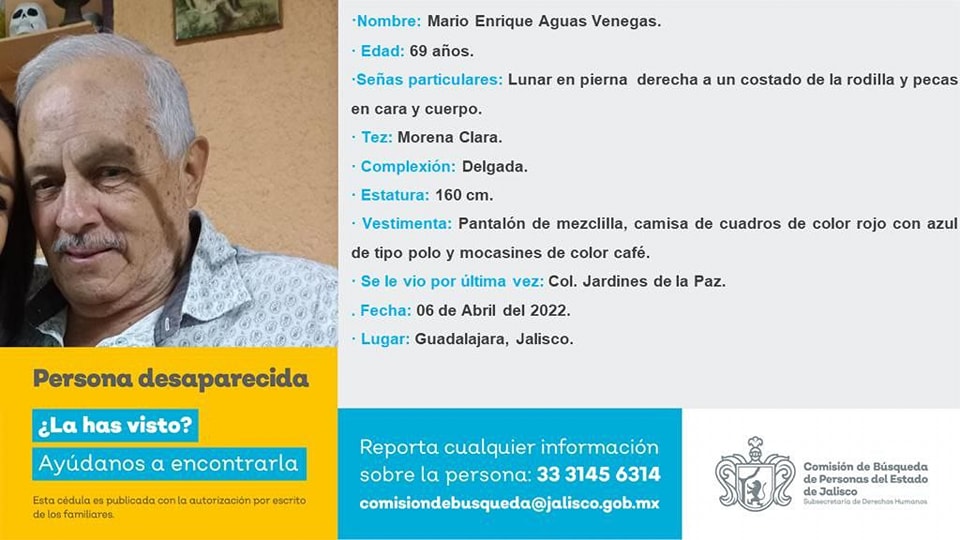 ·Nombre: Mario Enrique Aguas Venegas.
· Edad: 69 años.
·Señas particulares: Lunar en pierna derecha a un costado de la rodilla y pecas
en cara y cuerpo.
· Tez: Morena Clara.
· Complexión: Delgada.
· Estatura: 160 cm.
· Vestimenta: Pantalón de mezclilla, camisa de cuadros de color rojo con azul
de tipo polo y mocasines de color café.
· Se le vio por última vez: Col. Jardines de la Paz.
. Fecha: 06 de Abril del 2022.
· Lugar: Guadalajara, Jalisco.
Persona desaparecida
¿La has visto?
Ayúdanos a encontrarla
Esta cédula es publicada con la autorización por escrito
de los familiares.
Reporta cualquier información
sobre la persona: 33 3145 6314
comisiondebusqueda@jalisco.gob.mx
Comisión de Búsqueda
de Personas del Estado
de Jalisco
Subsecretaría de Derechos Humanos